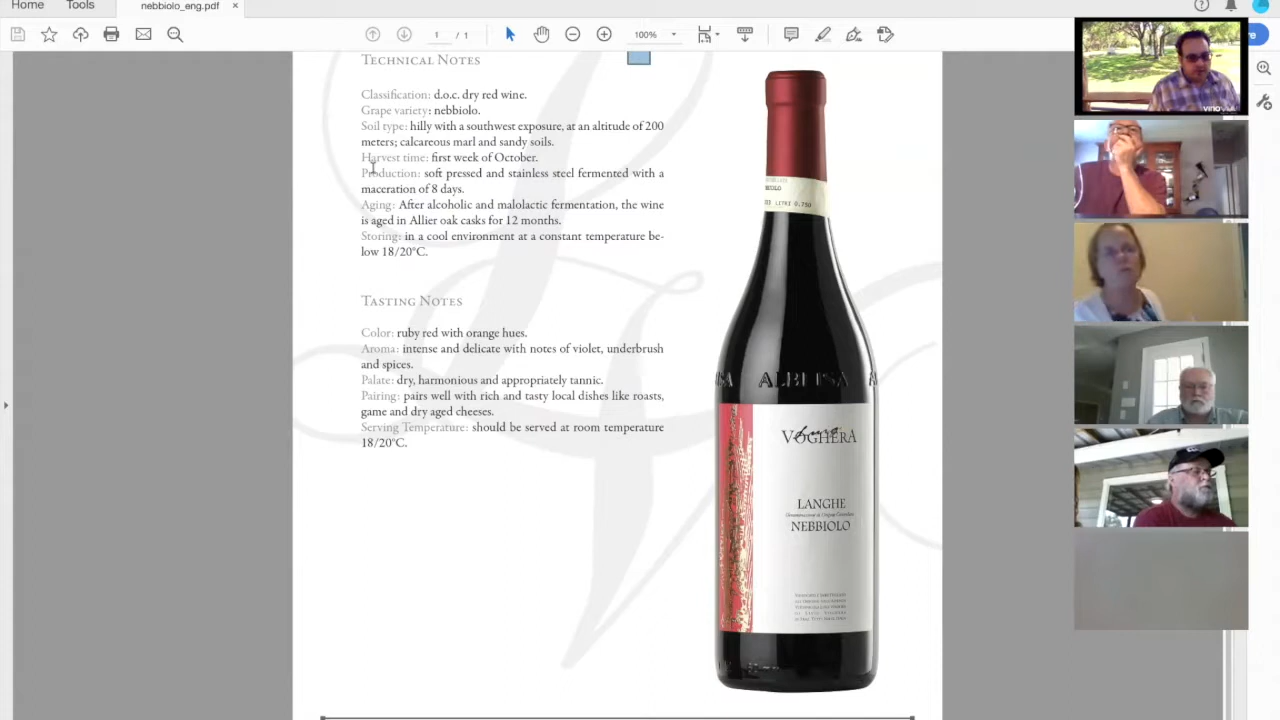 Home
Tools
nebbiolo_eng.pdf
×
1 / 1
100%
TECHNICAL NOTES
Classification: d.o.c. dry red wine.
Grape variety: nebbiolo.
Soil type: hilly with a southwest exposure, at an altitude of 200
meters; calcareous marl and sandy soils.
Harvest time: first week of October.
Production: soft pressed and stainless steel fermented with a
maceration of 8 days.
Aging: After alcoholic and malolactic fermentation, the wine
is aged in Allier oak casks for 12 months.
Storing: in a cool environment at a constant temperature be-
low 18/20°C.
TASTING NOTES
Color: ruby red with orange hues.
Aroma: intense and delicate with notes of violet, underbrush
and spices.
Palate: dry, harmonious and appropriately tannic.
Pairing: pairs well with rich and tasty local dishes like roasts,
game and dry aged cheeses.
Serving Temperature: should be served at room temperature
18/20°C.
LITRI 0,750
ALBEISA
VOGHERA
LANGHE
NEBBIOLO